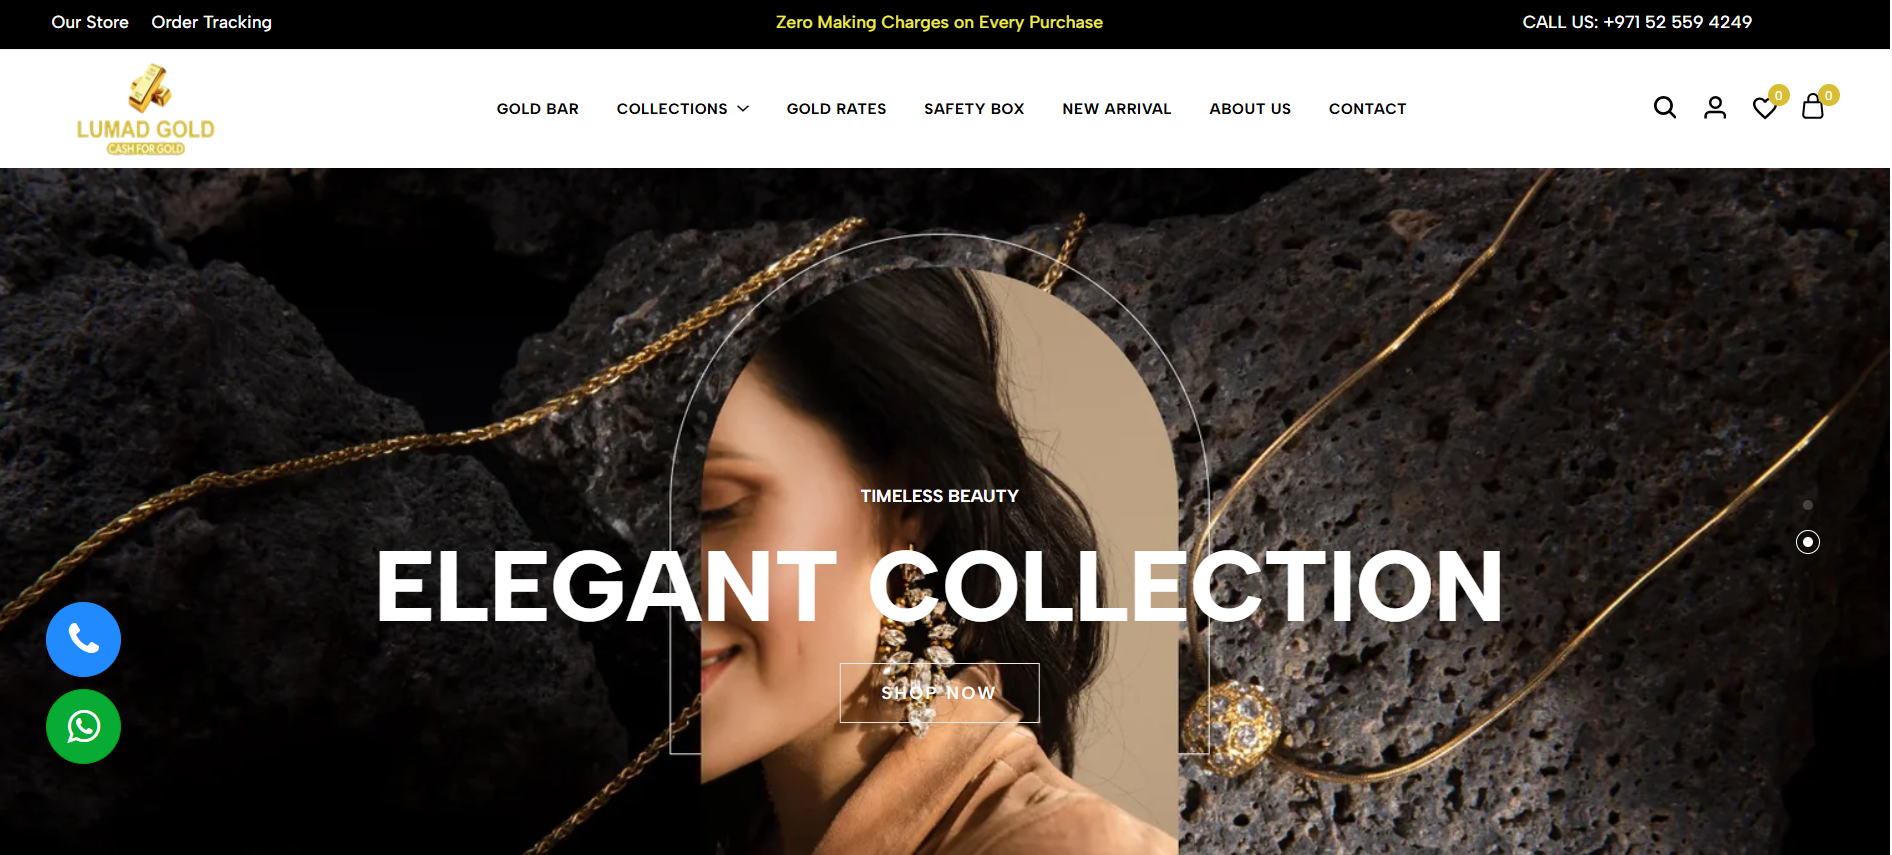 Our Store Order Tracking Zero Making Charges on Every Purchase CALL US: +971 52 559 4249
LUMAD GOLD
CASH FOR GOLD
GOLD BAR COLLECTIONS GOLD RATES SAFETY BOX NEW ARRIVAL ABOUT US CONTACT
0 0
TIMELESS BEAUTY
ELEGANT COLLECTION
SHOP NOW